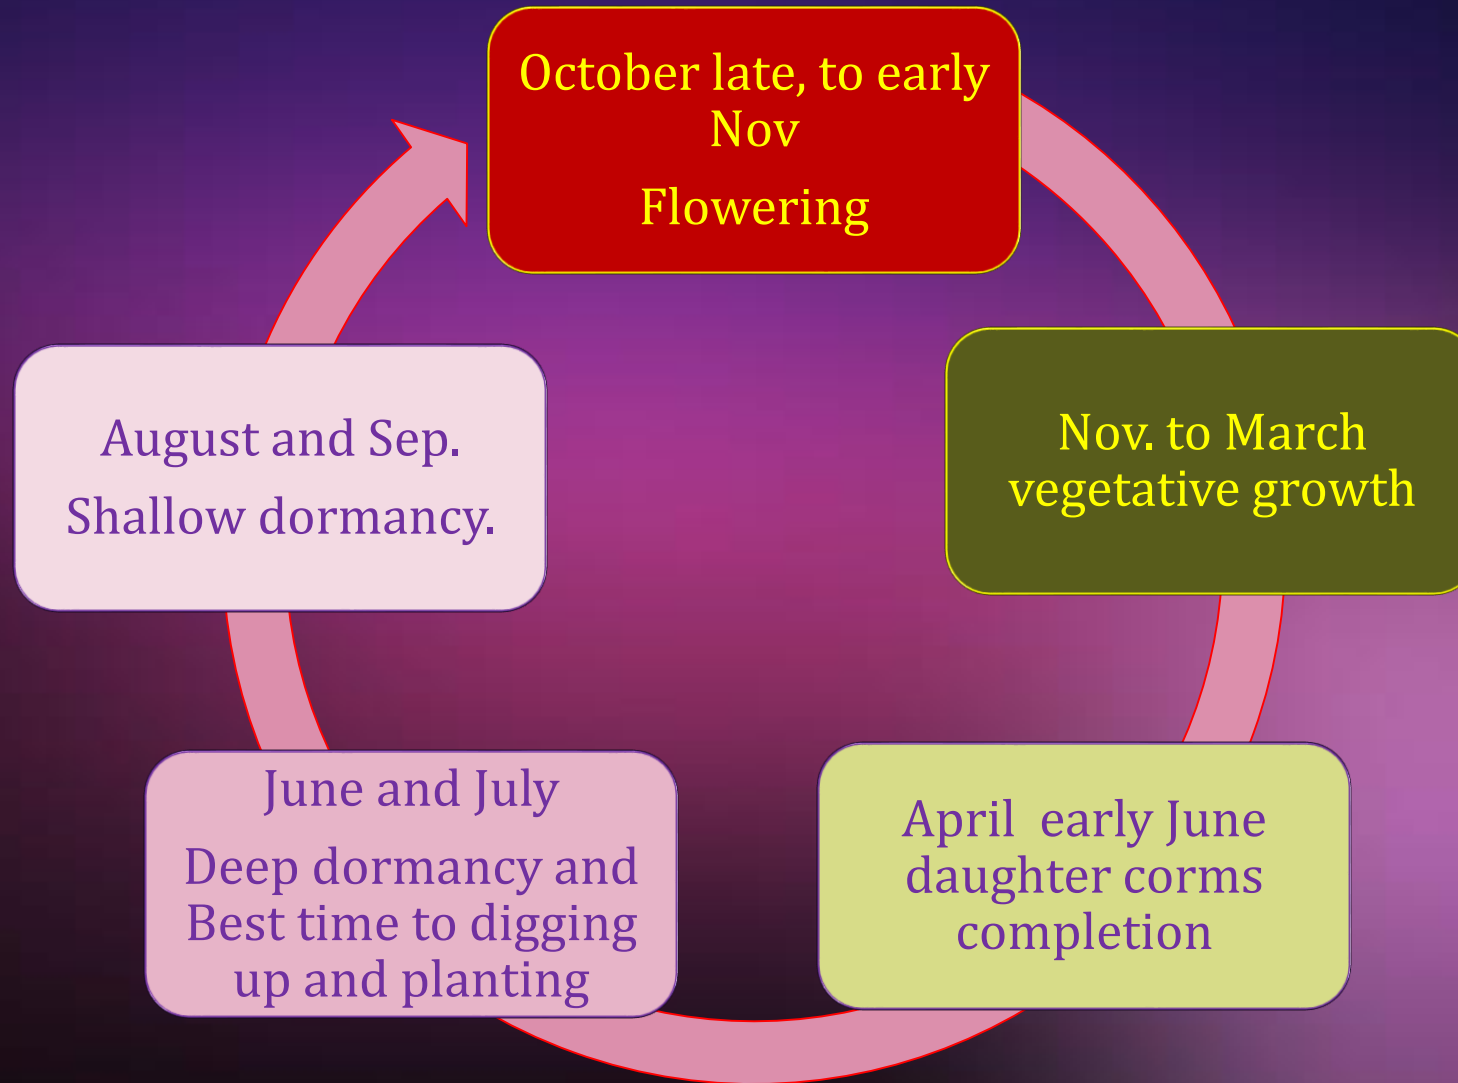 October late, to early
Nov
Flowering
Nov. to March
vegetative growth
April early June
daughter corms
completion
June and July
Deep dormancy and
Best time to digging
up and planting
August and Sep.
Shallow dormancy.